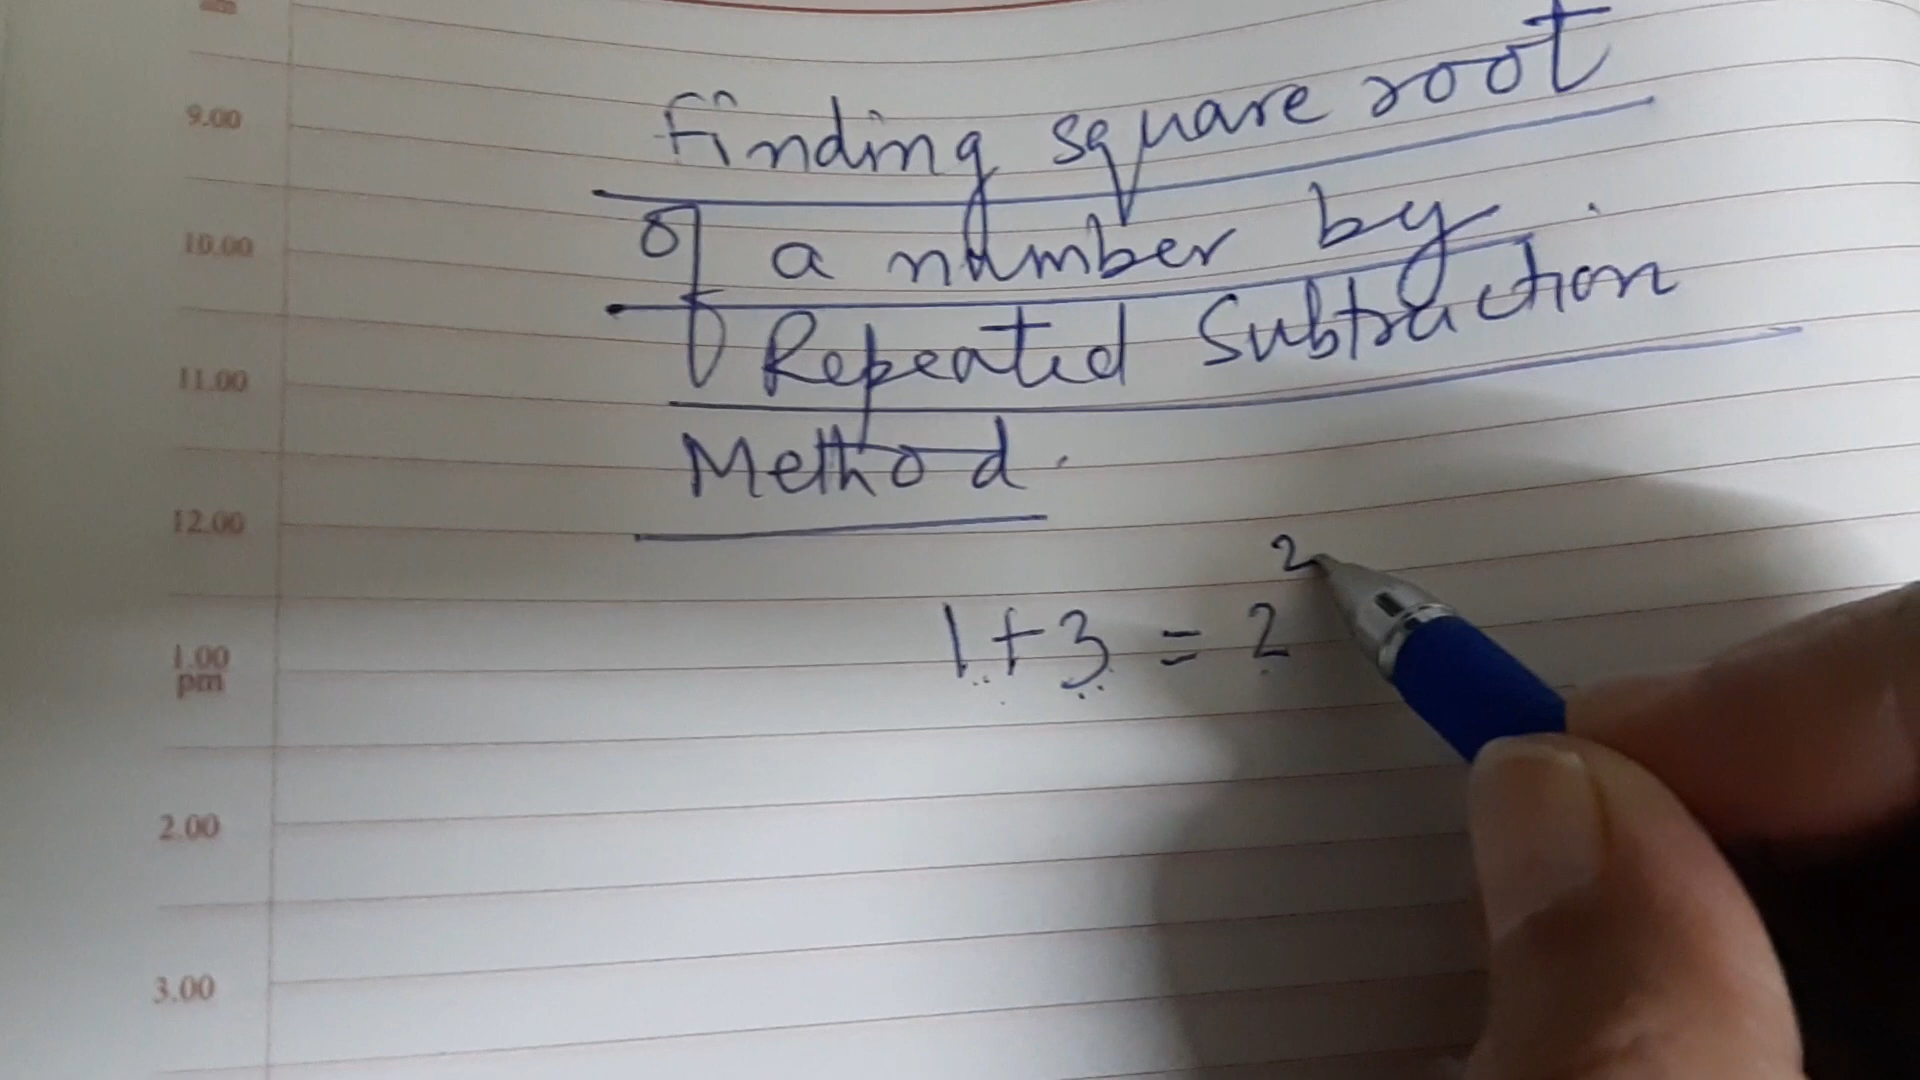 am
9.00
Finding square root
10.00
of a number by
11.00
Repeated Subtraction
Method.
12.00
1+3 = 2²
1.00
pm
2.00
3.00